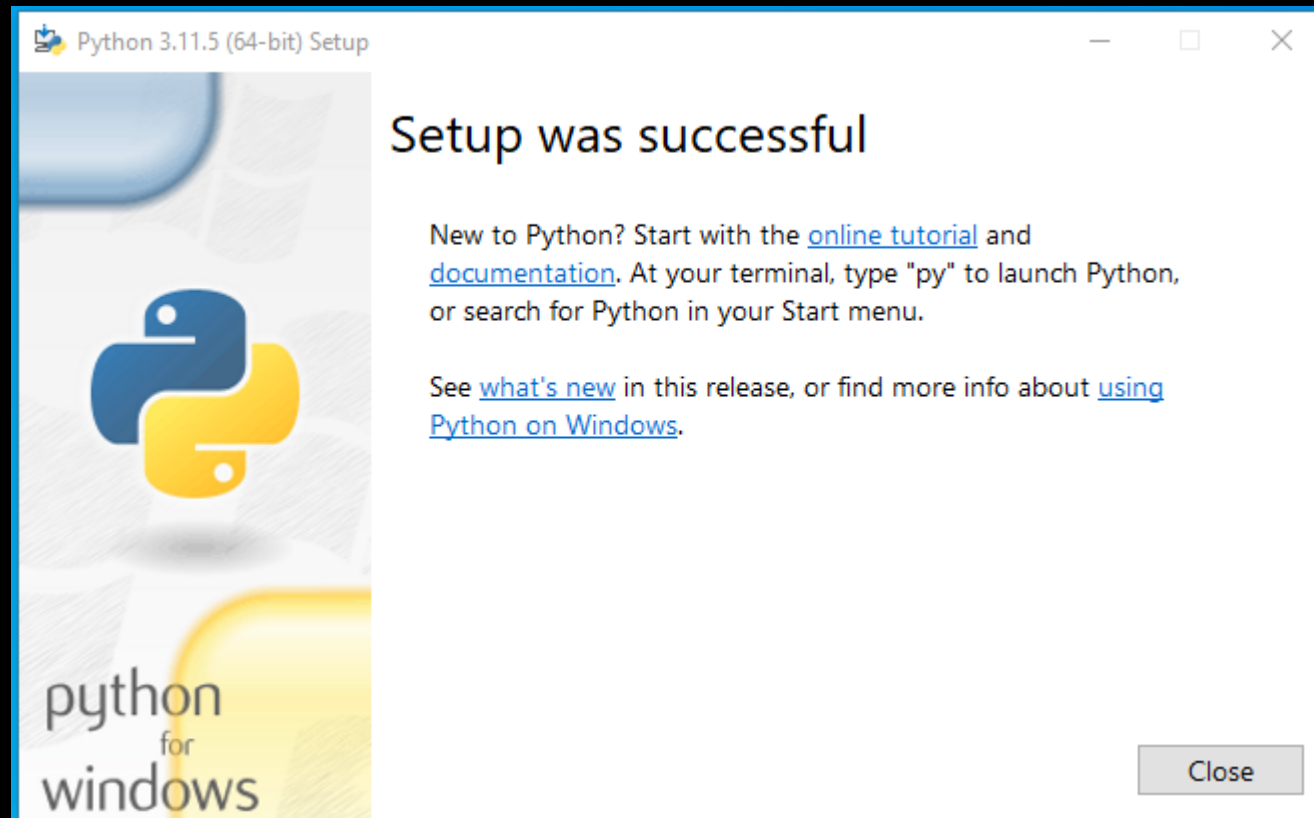 Python 3.11.5 (64-bit) Setup
Setup was successful
New to Python? Start with the online tutorial and
documentation. At your terminal, type "py" to launch Python,
or search for Python in your Start menu.
See what's new in this release, or find more info about using
Python on Windows.
python
for
windows
Close